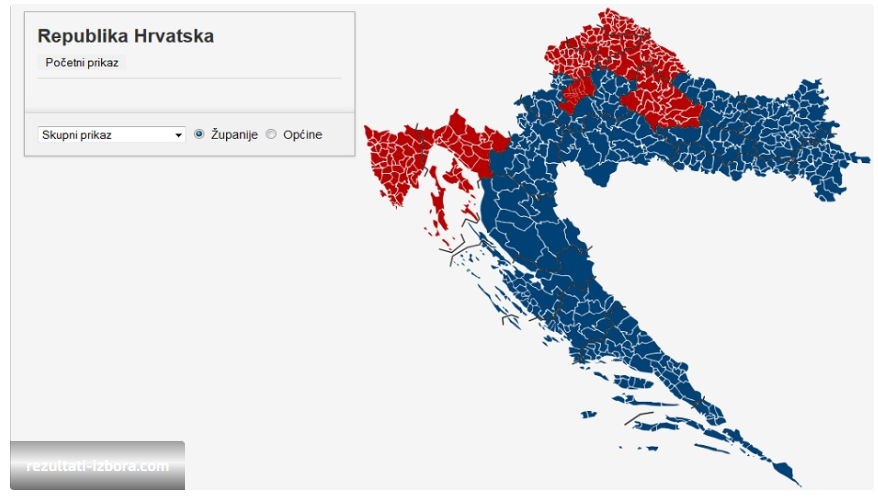 Republika Hrvatska
Početni prikaz
Skupni prikaz
Županije
Općine
rezultati-izbora.com